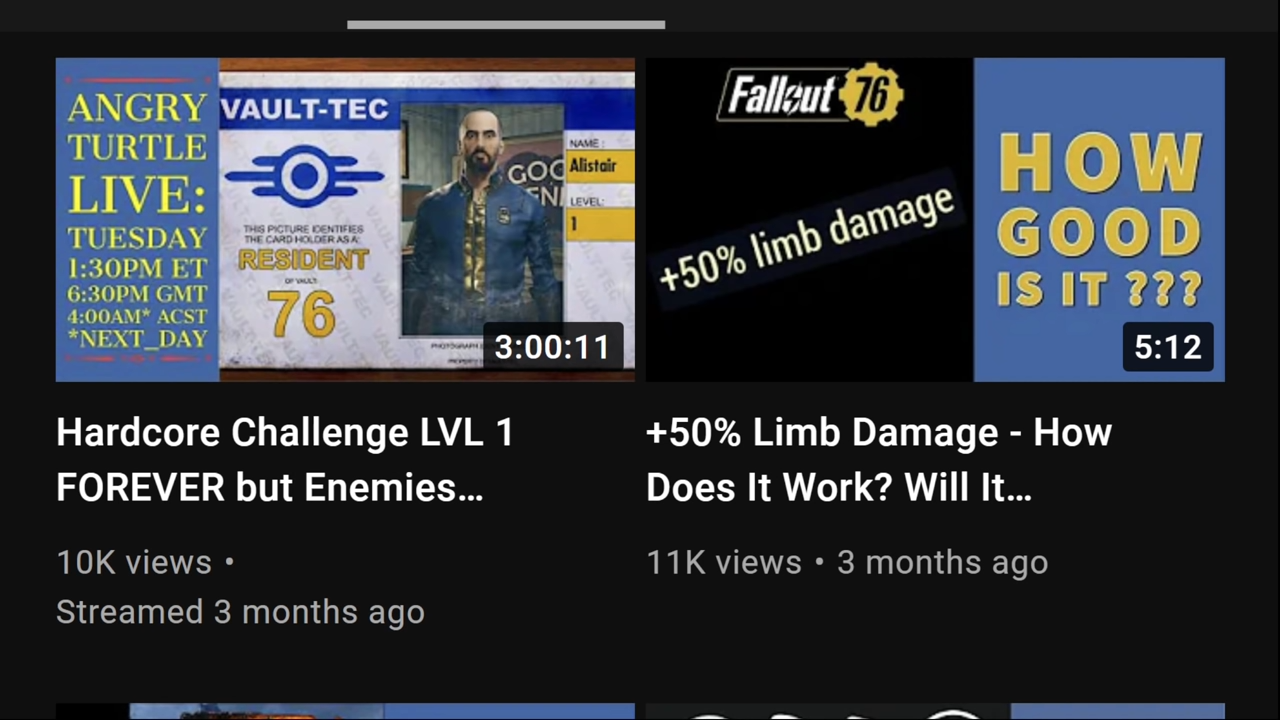 ANGRY
TURTLE
LIVE:
TUESDAY
1:30PM ET
6:30PM GMT
4:00AM* ACST
*NEXT_DAY
VAULT-TEC
THIS PICTURE IDENTIFIES
THE CARD HOLDER AS A:
RESIDENT
OF VAULT:
76
NAME:
Alistair
LEVEL:
1
3:00:11
Fallout 76
+50% limb damage
HOW
GOOD
IS IT ???
5:12
Hardcore Challenge LVL 1
FOREVER but Enemies...
10K views •
Streamed 3 months ago
+50% Limb Damage - How
Does It Work? Will It...
11K views • 3 months ago